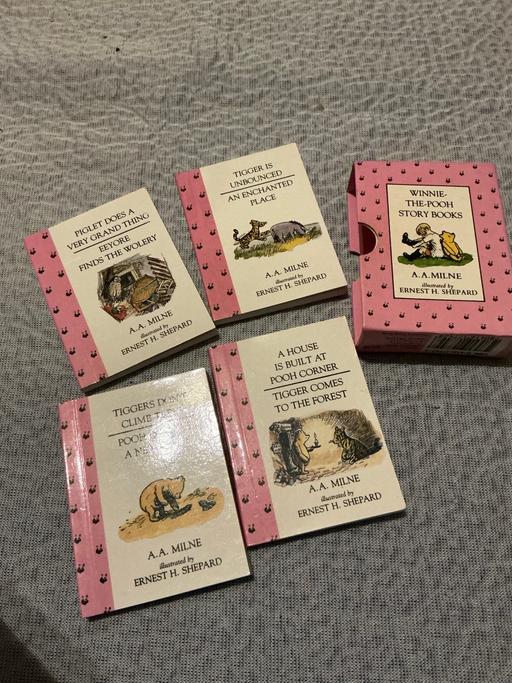 PIGLET DOES A
VERY GRAND THING
EEYORE
FINDS THE WOLERY
A.A. MILNE
illustrated by
ERNEST H. SHEPARD
TIGGER IS
UNBOUNCED
AN ENCHANTED
PLACE
A.A. MILNE
illustrated by
ERNEST H. SHEPARD
WINNIE-
THE-POOH
STORY BOOKS
A.A.MILNE
illustrated by
ERNEST H. SHEPARD
TIGGERS DON'T
CLIMB
POOH
A NE
A.A. MILNE
illustrated by
ERNEST H. SHEPARD
A HOUSE
IS BUILT AT
POOH CORNER
TIGGER COMES
TO THE FOREST
A.A. MILNE
illustrated by
ERNEST H. SHEPARD